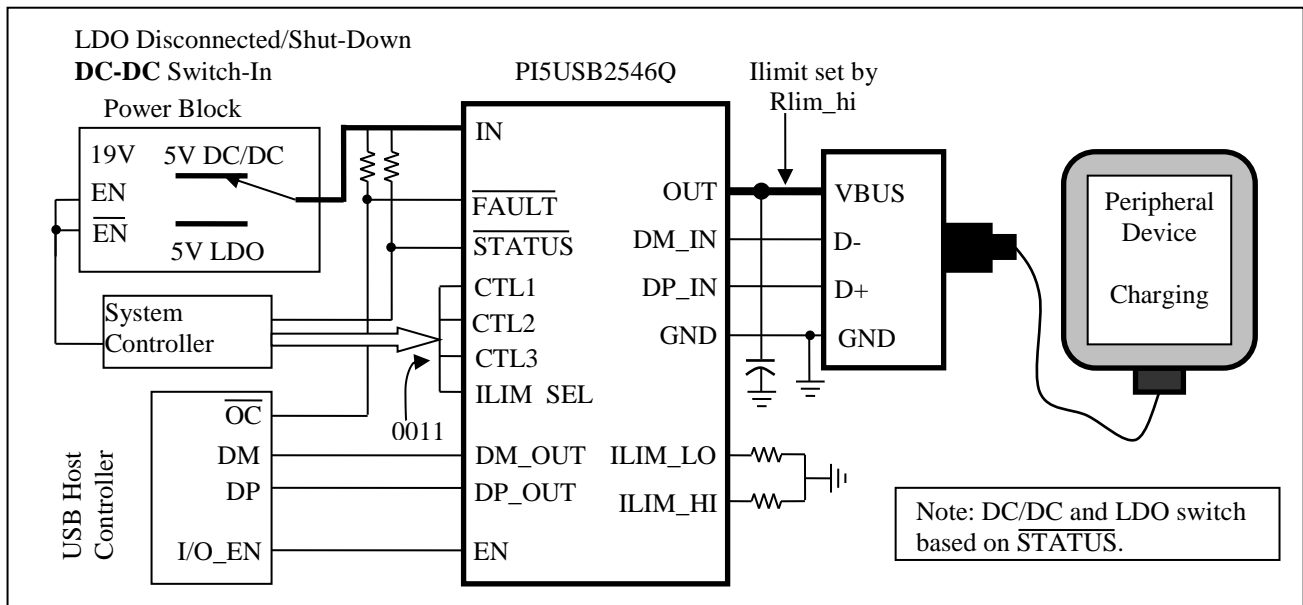 LDO Disconnected/Shut-Down
DC-DC Switch-In
Power Block
PI5USB2546Q
Ilimit set by
Rlim_hi
19V
5V DC/DC
EN
EN
5V LDO
IN
FAULT
STATUS
CTL1
CTL2
CTL3
ILIM SEL
OUT
DM_IN
DP_IN
GND
VBUS
D-
D+
GND
Peripheral
Device
Charging
System
Controller
0011
USB Host
Controller
OC
DM
DP
I/O_EN
DM_OUT
DP_OUT
EN
ILIM_LO
ILIM_HI
Note: DC/DC and LDO switch
based on STATUS.